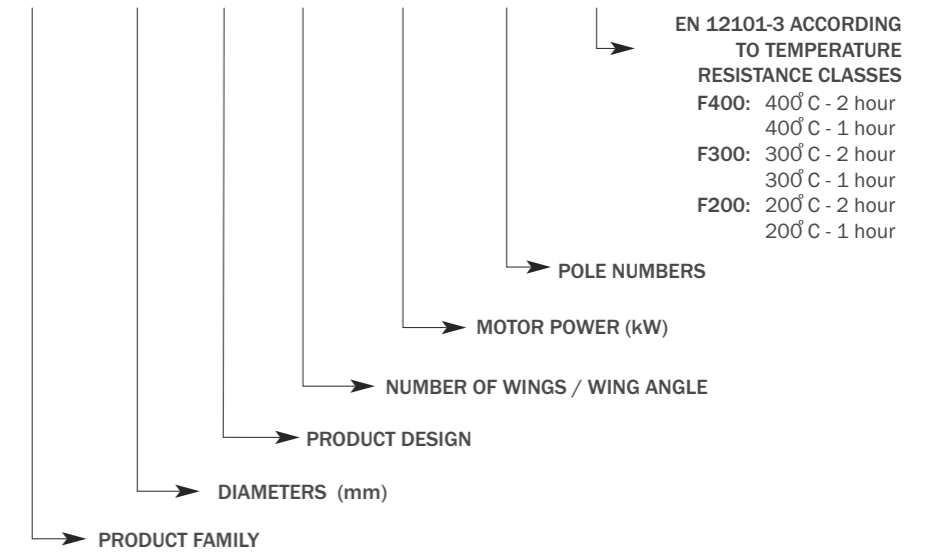 EN 12101-3 ACCORDING
TO TEMPERATURE
RESISTANCE CLASSES
F400: 400° C - 2 hour
400° C - 1 hour
F300: 300° C - 2 hour
300° C - 1 hour
F200: 200° C - 2 hour
200° C - 1 hour
POLE NUMBERS
MOTOR POWER (kW)
NUMBER OF WINGS / WING ANGLE
PRODUCT DESIGN
DIAMETERS (mm)
PRODUCT FAMILY